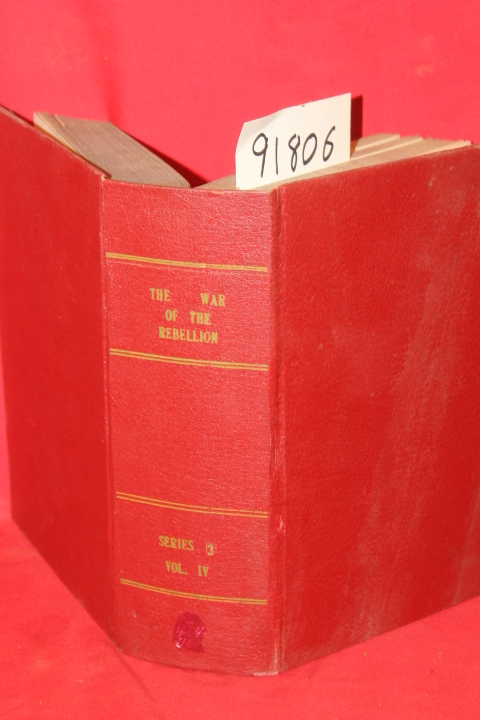 91806
THE WAR
OF THE
REBELLION
SERIES 3
VOL. IV